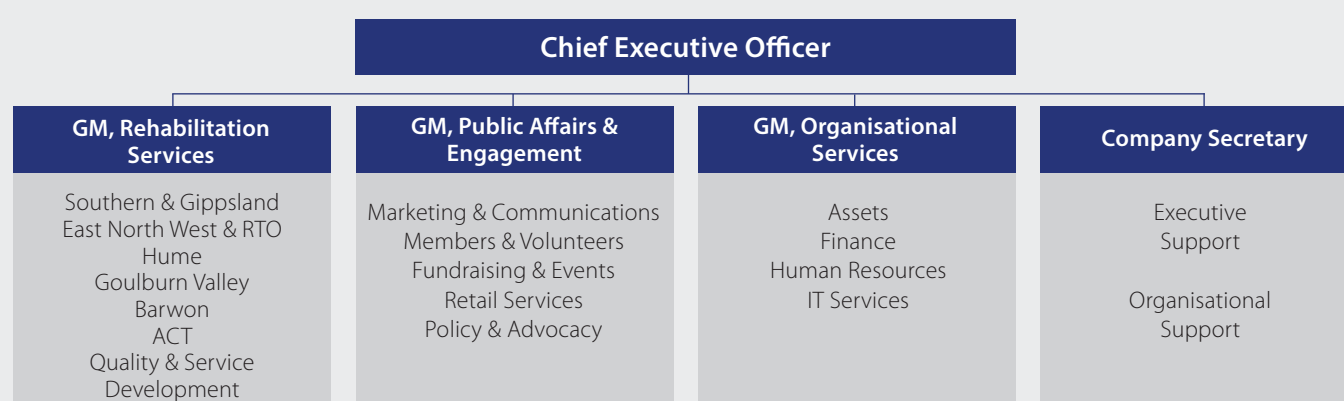 Chief Executive Officer
GM, Rehabilitation
Services
Southern & Gippsland
East North West & RTO
Hume
Goulburn Valley
Barwon
ACT
Quality & Service
Development
GM, Public Affairs &
Engagement
Marketing & Communications
Members & Volunteers
Fundraising & Events
Retail Services
Policy & Advocacy
GM, Organisational
Services
Assets
Finance
Human Resources
IT Services
Company Secretary
Executive
Support
Organisational
Support